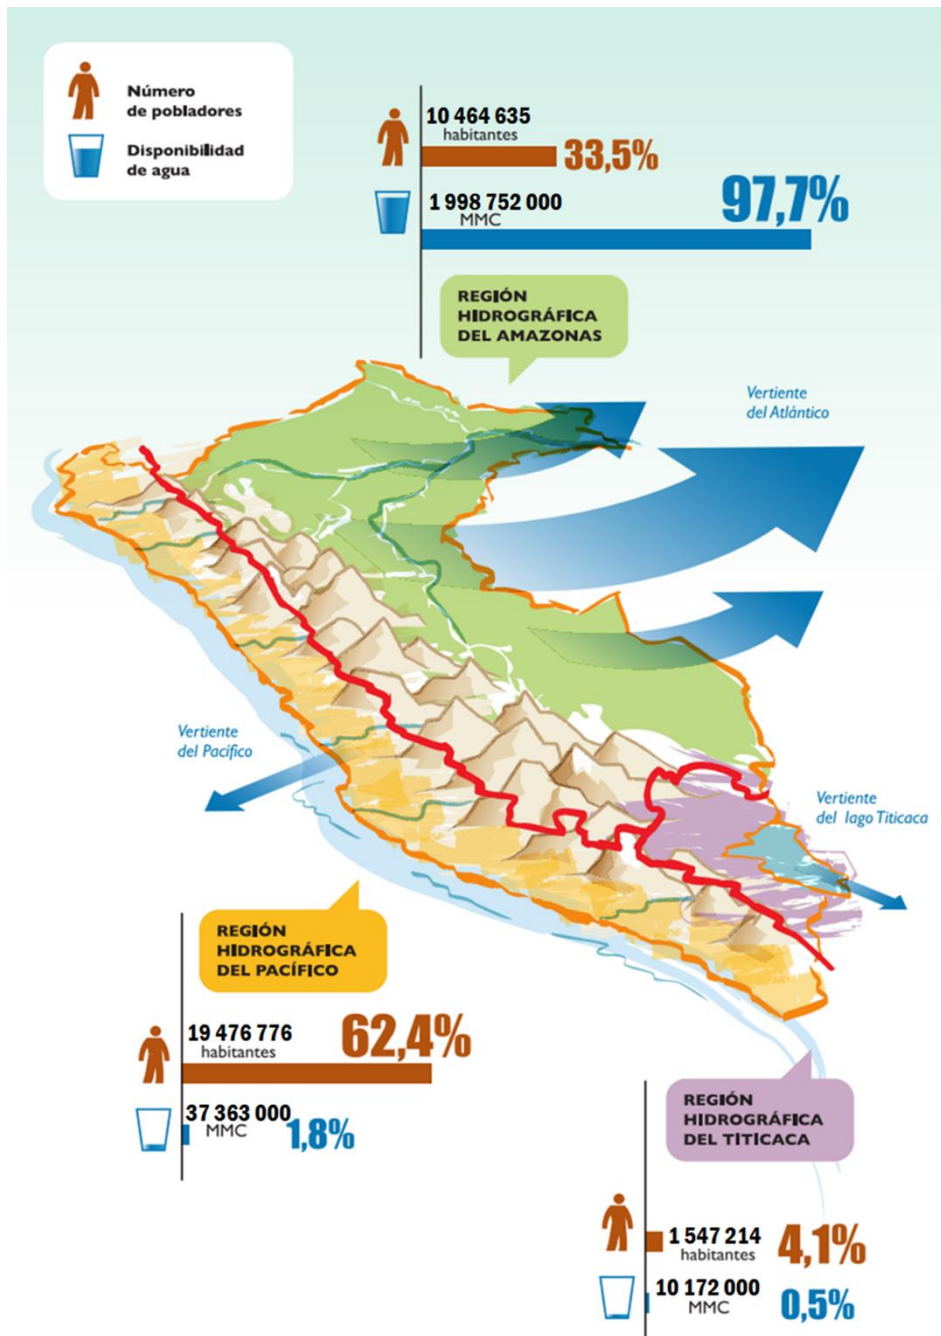 Número
de pobladores
Disponibilidad
de agua
10 464 635
habitantes
33,5%
1 998 752 000
MMC
97,7%
REGIÓN
HIDROGRÁFICA
DEL AMAZONAS
Vertiente
del Atlántico
Vertiente
del Pacífico
Vertiente
del lago Titicaca
REGIÓN
HIDROGRÁFICA
DEL PACÍFICO
19 476 776
habitantes
62,4%
37 363 000
MMC
1,8%
REGIÓN
HIDROGRÁFICA
DEL TITICACA
1 547 214
habitantes
4,1%
10 172 000
MMC
0,5%